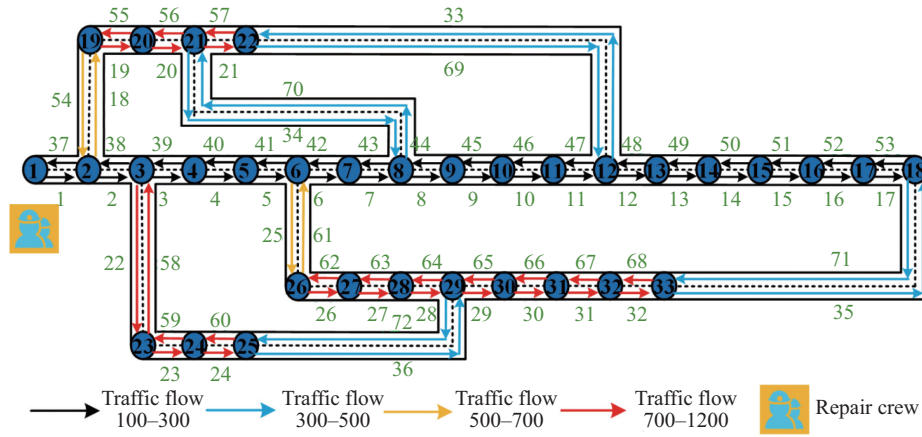 55 56 57 33
19 20 21 22
19 20 21 69
54 18 70
34
37 38 39 40 41 42 43 44 45 46 47 48 49 50 51 52 53
1 2 3 4 5 6 7 8 9 10 11 12 13 14 15 16 17 18
1 2 3 4 5 6 7 8 9 10 11 12 13 14 15 16 17
25 61
22 58 62 63 64 65 66 67 68 71
26 27 28 29 30 31 32 33
26 27 28 29 30 31 32 35
59 60 72
23 24 25
23 24 36
Traffic flow
100–300
Traffic flow
300–500
Traffic flow
500–700
Traffic flow
700–1200
Repair crew